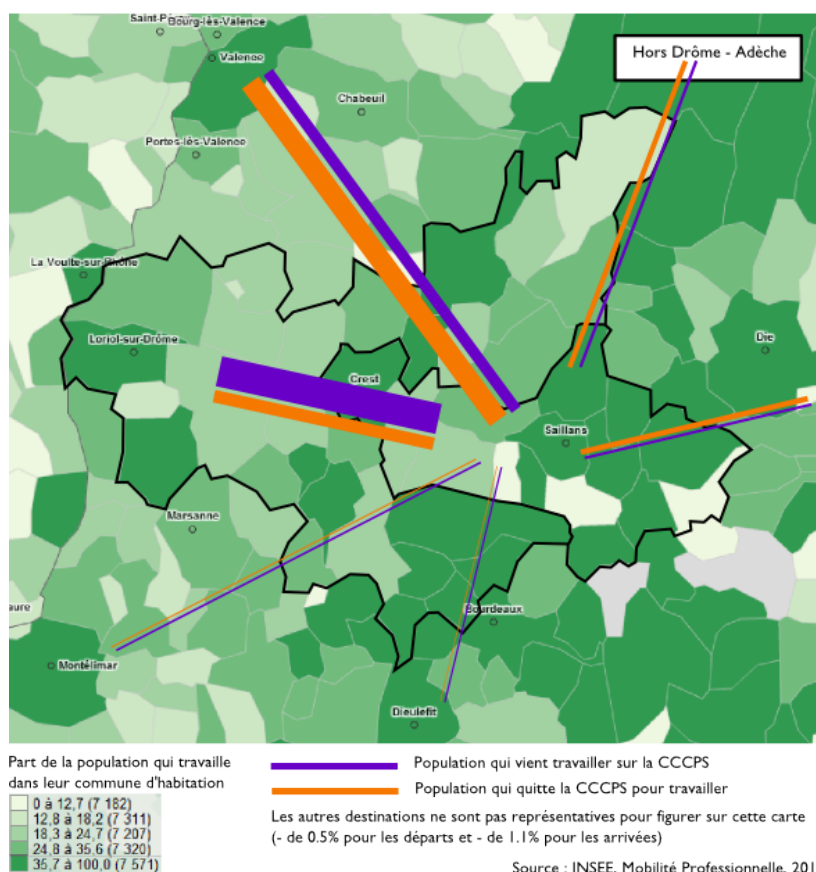 Saint-Péray
Bourg-lès-Valence
Valence
Hors Drôme - Adèche
Chabeuil
Portes-lès-Valence
La Voulte-sur-Rhône
Loriol-sur-Drôme
Die
Crest
Saillans
Marsanne
aure
Bourdeaux
Montélimar
Dieulefit
Part de la population qui travaille
dans leur commune d'habitation
0 à 12,7 (7 182)
12,8 à 18,2 (7 311)
18,3 à 24,7 (7 207)
24,8 à 35,6 (7 320)
35,7 à 100,0 (7 571)
Population qui vient travailler sur la CCCPS
Population qui quitte la CCCPS pour travailler
Les autres destinations ne sont pas représentatives pour figurer sur cette carte
(- de 0.5% pour les départs et - de 1.1% pour les arrivées)
Source : INSEE, Mobilité Professionnelle, 201